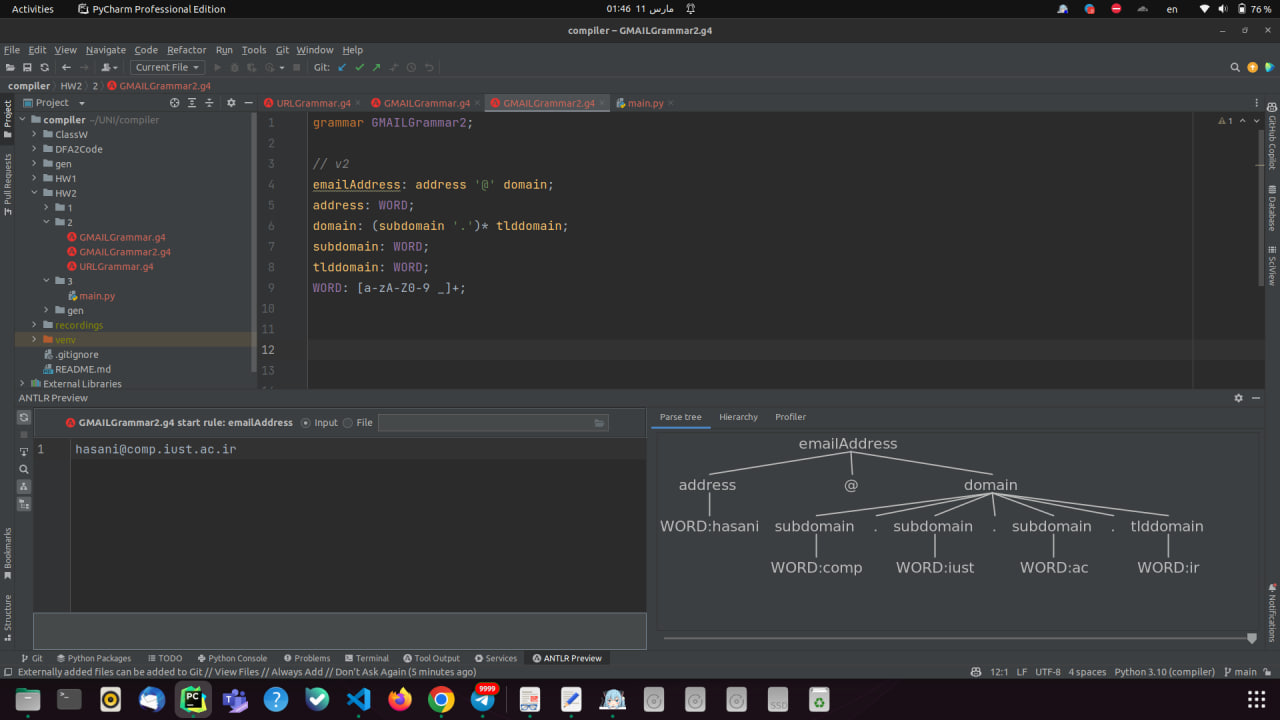 Activities PyCharm Professional Edition 01:46 مارس 11 en 76 %
compiler – GMAILGrammar2.g4
File Edit View Navigate Code Refactor Run Tools Git Window Help
Current File Git:
compiler HW2 2 GMAILGrammar2.g4
Project URLGrammar.g4 GMAILGrammar.g4 GMAILGrammar2.g4 main.py
compiler ~/UNI/compiler
ClassW
DFA2Code
gen
HW1
HW2
1
2
GMAILGrammar.g4
GMAILGrammar2.g4
URLGrammar.g4
3
main.py
gen
recordings
venv
.gitignore
README.md
External Libraries
1 grammar GMAILGrammar2;
2
3 // v2
4 emailAddress: address '@' domain;
5 address: WORD;
6 domain: (subdomain '.')* tlddomain;
7 subdomain: WORD;
8 tlddomain: WORD;
9 WORD: [a-zA-Z0-9 _]+;
10
11
12
13
1
Project
Pull Requests
Bookmarks
Structure
GitHub Copilot
Database
SciView
Notifications
ANTLR Preview
GMAILGrammar2.g4 start rule: emailAddress Input File
1 hasani@comp.iust.ac.ir
Parse tree Hierarchy Profiler
emailAddress
address @ domain
WORD:hasani subdomain . subdomain . subdomain . tlddomain
WORD:comp WORD:iust WORD:ac WORD:ir
Git Python Packages TODO Python Console Problems Terminal Tool Output Services ANTLR Preview
Externally added files can be added to Git // View Files // Always Add // Don't Ask Again (5 minutes ago) 12:1 LF UTF-8 4 spaces Python 3.10 (compiler) main
PC
9999
SSD